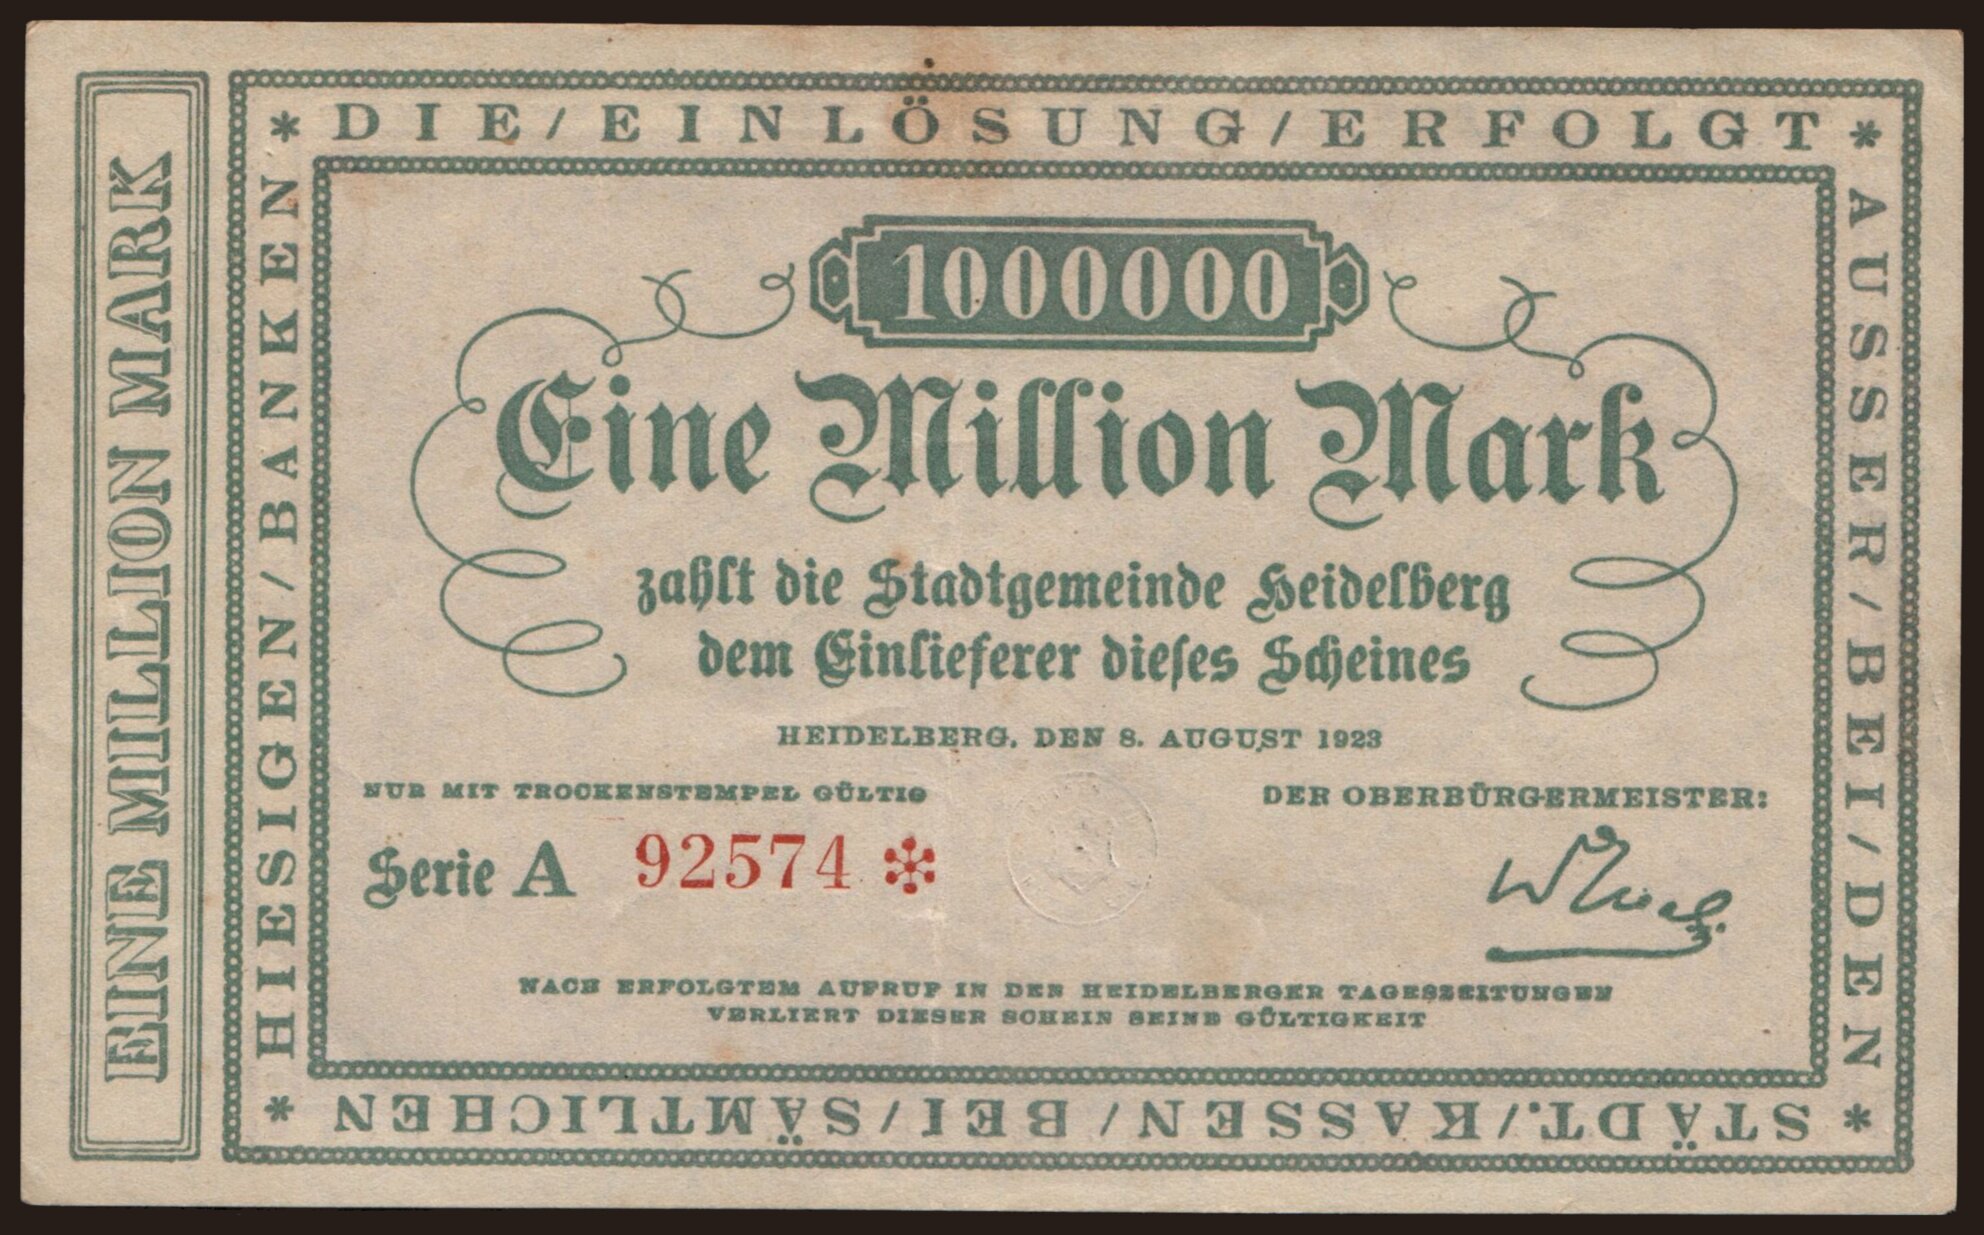 EINE MILLION MARK
* DIE / EINLÖSUNG / ERFOLGT *
AUSSER / BEI / DEN
* STÄDT. / KASSEN / BEI / SÄMTLICHEN *
HIESIGEN / BANKEN
1000000
Eine Million Mark
zahlt die Stadtgemeinde Heidelberg
dem Einlieferer dieses Scheines
HEIDELBERG, DEN 8. AUGUST 1923
NUR MIT TROCKENSTEMPEL GÜLTIG
DER OBERBÜRGERMEISTER:
Serie A 92574 *
NACH ERFOLGTEM AUFRUF IN DEN HEIDELBERGER TAGESZEITUNGEN
VERLIERT DIESER SCHEIN SEINE GÜLTIGKEIT